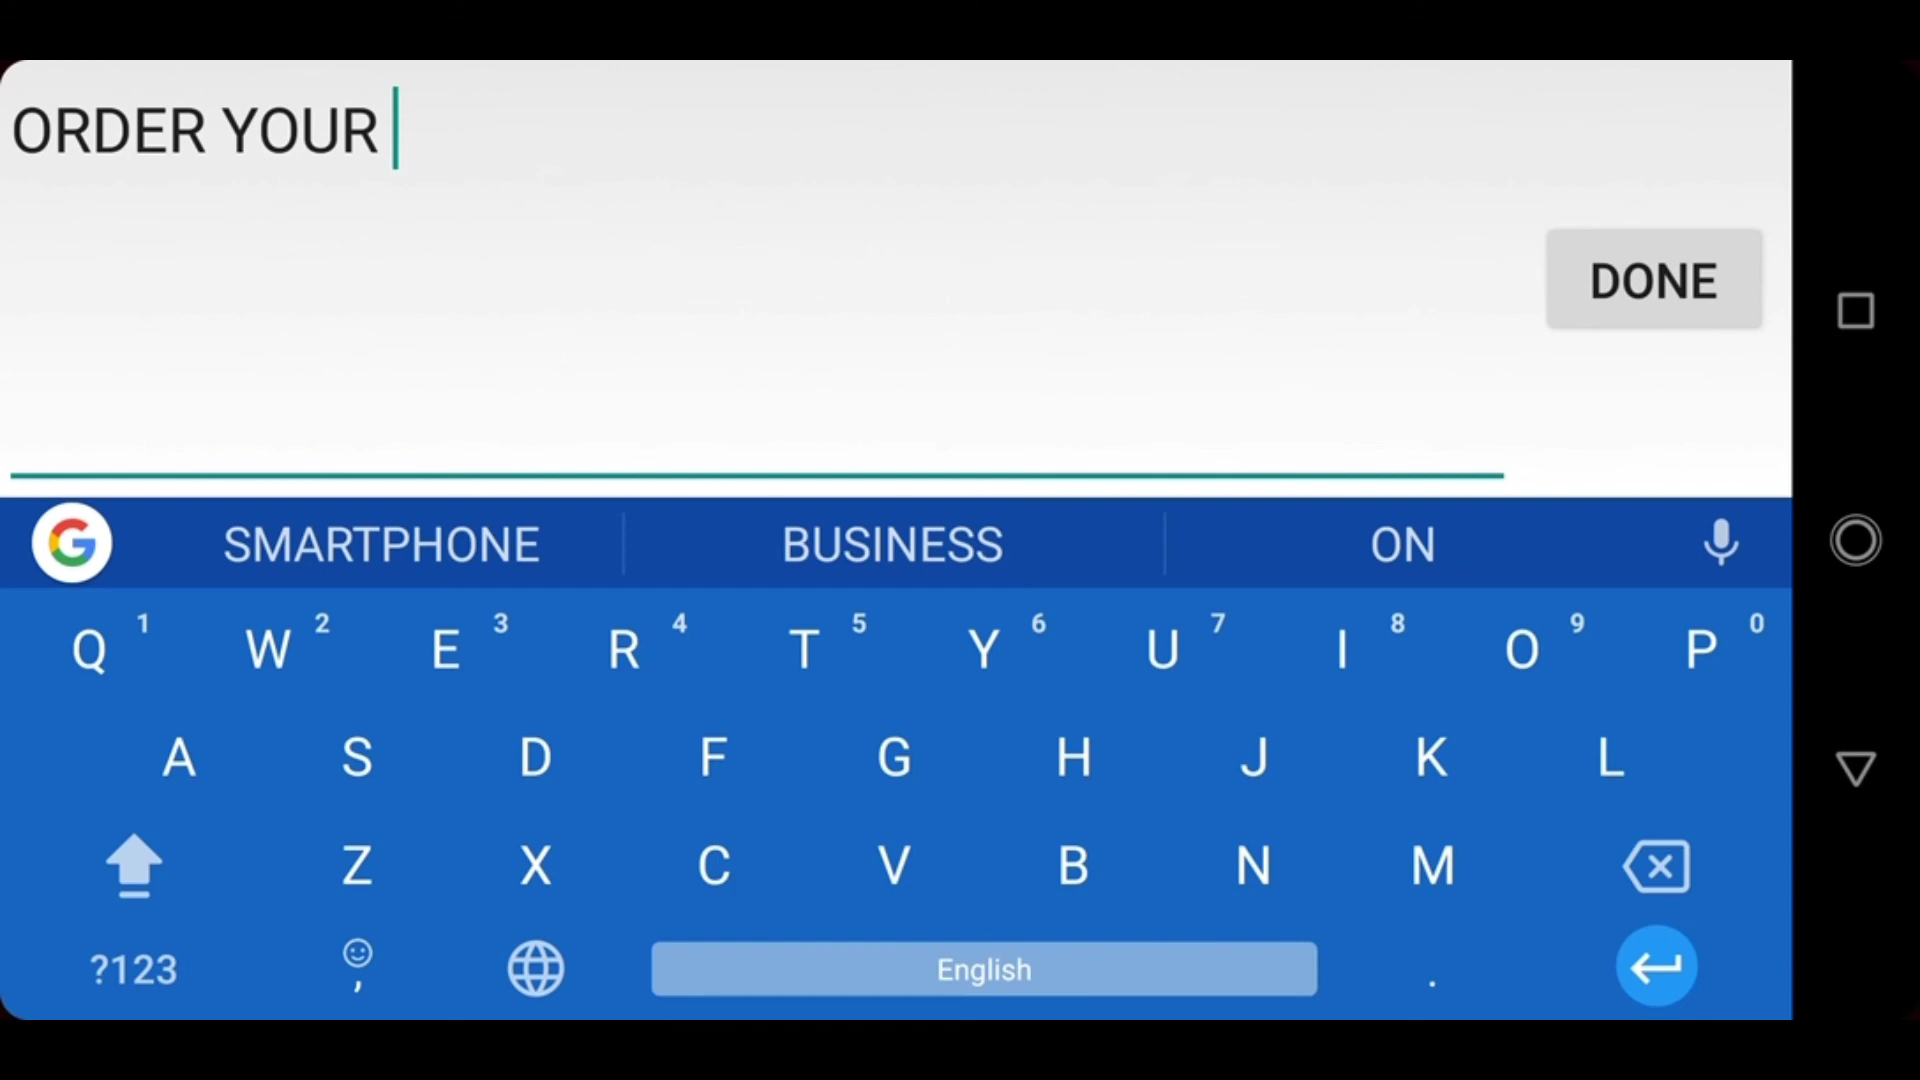 ORDER YOUR
DONE
G SMARTPHONE BUSINESS ON
Q 1 W 2 E 3 R 4 T 5 Y 6 U 7 I 8 O 9 P 0
A S D F G H J K L
Z X C V B N M
?123 , English .